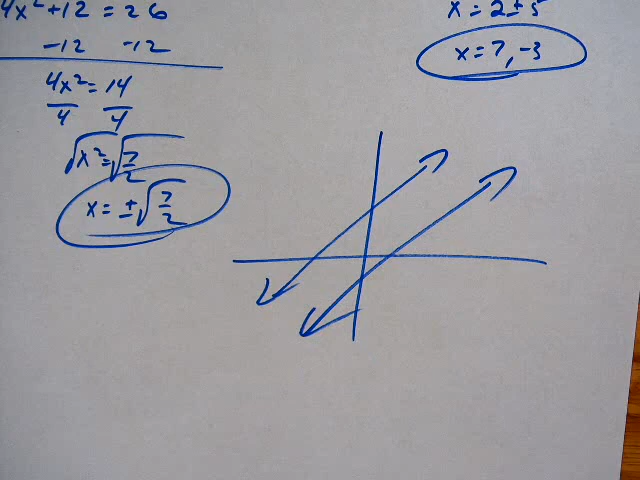 4x² + 12 = 26
-12 -12
4x² = 14
4 4
√x² = √7/2
x = ±√7/2
x = 2 ± 5
x = 7, -3